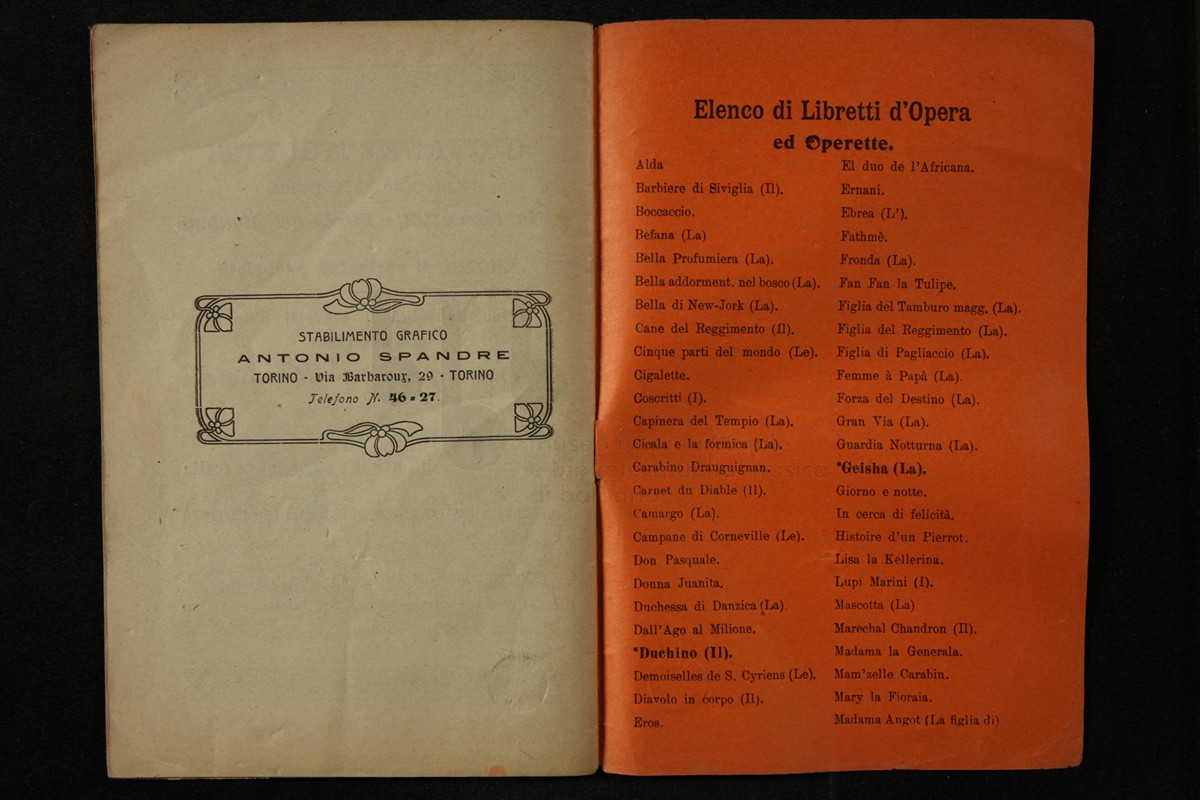 STABILIMENTO GRAFICO
ANTONIO SPANDRE
TORINO - Via Barbaroux, 29 - TORINO
Telefono N. 46-27.
Elenco di Libretti d'Opera
ed Operette.
Alda
Barbiere di Siviglia (Il).
Boccaccio.
Befana (La)
Bella Profumiera (La).
Bella addorment. nel bosco (La).
Bella di New-Jork (La).
Cane del Reggimento (Il).
Cinque parti del mondo (Le).
Cigalette.
Coscritti (I).
Capinera del Tempio (La).
Cicala e la formica (La).
Carabino Drauguignan.
Carnet du Diable (Il).
Camargo (La).
Campane di Corneville (Le).
Don Pasquale.
Donna Juanita.
Duchessa di Danzica (La).
Dall'Ago al Milione.
*Duchino (Il).
Demoiselles de S. Cyriens (Le).
Diavolo in corpo (Il).
Eros.
El duo de l'Africana.
Ernani.
Ebrea (L').
Fathmè.
Fronda (La).
Fan Fan la Tulipe.
Figlia del Tamburo magg. (La).
Figlia del Reggimento (La).
Figlia di Pagliaccio (La).
Femme à Papà (La).
Forza del Destino (La).
Gran Via (La).
Guardia Notturna (La).
*Geisha (La).
Giorno e notte.
In cerca di felicità.
Histoire d'un Pierrot.
Lisa la Kellerina.
Lupi Marini (I).
Mascotta (La)
Marechal Chandron (Il).
Madama la Generala.
Mam'zelle Carabin.
Mary la Fioraia.
Madama Angot (La figlia di)